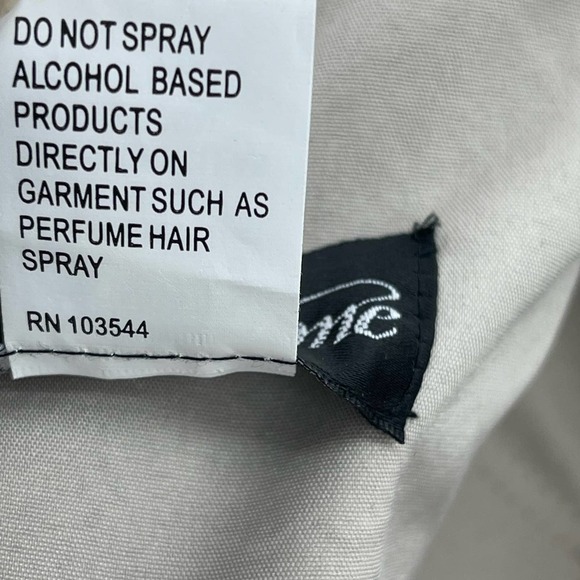 DO NOT SPRAY
ALCOHOL BASED
PRODUCTS
DIRECTLY ON
GARMENT SUCH AS
PERFUME HAIR
SPRAY
RN 103544